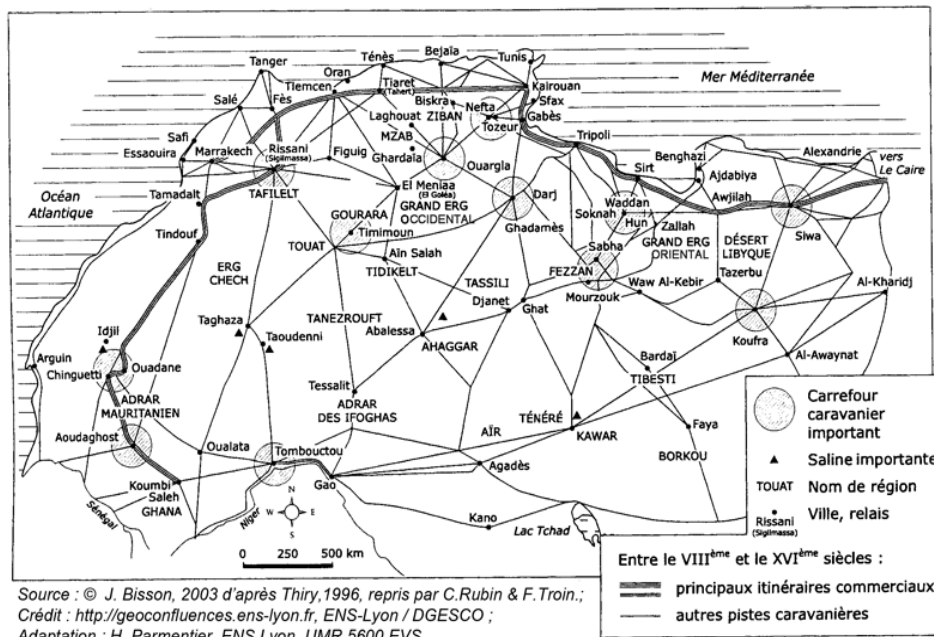 Tanger
Ténès
Bejaïa
Tunis
Oran
Tlemcen
Tiaret
(Tahert)
Kairouan
Mer Méditerranée
Salé
Fès
Biskra
ZIBAN
Nefta
Sfax
Laghouat
Tozeur
Gabès
Safi
MZAB
Tripoli
Essaouira
Marrakech
Rissani
(Sigilmassa)
Figuig
Ghardaïa
Ouargla
Benghazi
Alexandrie
vers
Le Caire
TAFILELT
El Meniaa
(El Goléa)
Sirt
Ajdabiya
Océan
Atlantique
Tamadalt
GRAND ERG
OCCIDENTAL
Darj
Waddan
Awjilah
GOURARA
Timimoun
Ghadamès
Soknah
Hun
Zallah
Siwa
Tindouf
TOUAT
Aïn Salah
Sabha
GRAND ERG
ORIENTAL
DÉSERT
LIBYQUE
ERG
CHECH
TIDIKELT
TASSILI
FEZZAN
Tazerbu
Djanet
Mourzouk
Waw Al-Kebir
Al-Kharidj
Taghaza
TANEZROUFT
Abalessa
Ghat
Idjil
Taoudenni
AHAGGAR
Koufra
Arguin
Chinguetti
Ouadane
Bardaï
Al-Awaynat
ADRAR
MAURITANIEN
Tessalit
TIBESTI
ADRAR
DES IFOGHAS
TÉNÉRÉ
Aoudaghost
Oualata
Tombouctou
AÏR
KAWAR
Faya
Koumbi
Saleh
GHANA
Gao
Agadès
BORKOU
Sénégal
Niger
N
W
E
S
Kano
Lac Tchad
0 250 500 km
Carrefour
caravanier
important
Saline importante
TOUAT Nom de région
Rissani
(Sigilmassa)
Ville, relais
Entre le VIIIème et le XVIème siècles :
principaux itinéraires commerciaux
autres pistes caravanières
Source : © J. Bisson, 2003 d'après Thiry,1996, repris par C.Rubin & F.Troin.;
Crédit : http://geoconfluences.ens-lyon.fr, ENS-Lyon / DGESCO ;
Adaptation : H. Parmentier, ENS Lyon, UMR 5600 EVS